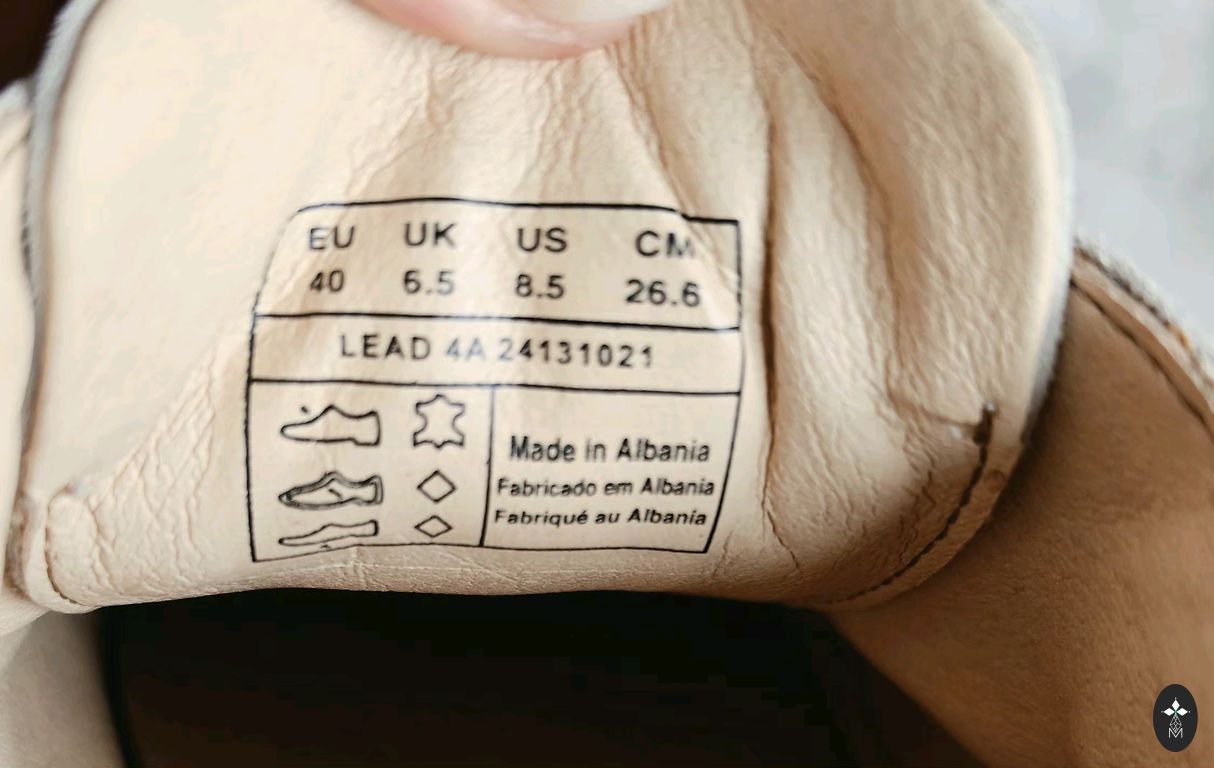 EU UK US CM
40 6.5 8.5 26.6
LEAD 4A 24131021
Made in Albania
Fabricado em Albania
Fabriqué au Albania
M